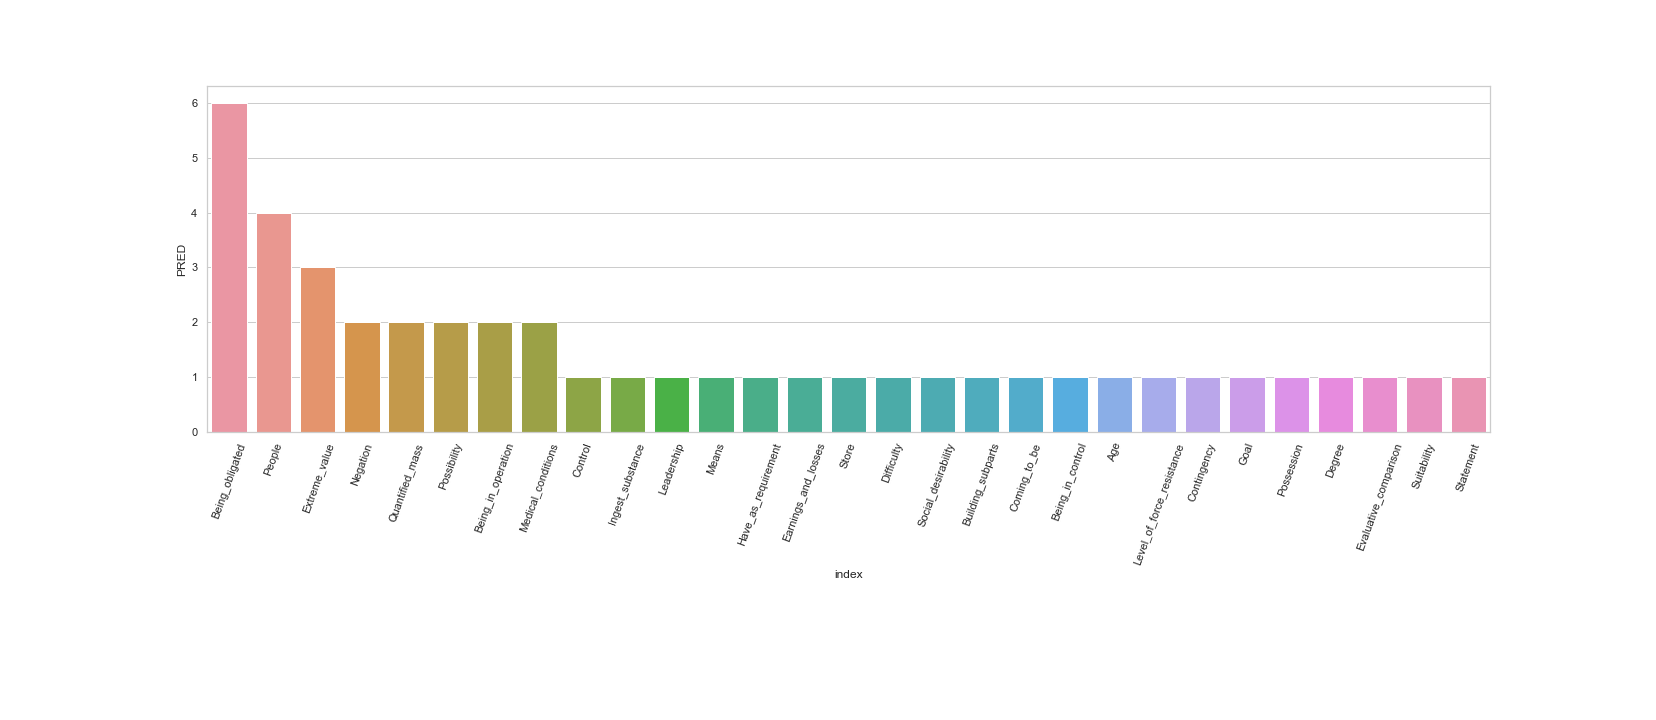 6
5
4
3
2
1
0
PRED
Being_obligated
People
Extreme_value
Negation
Quantified_mass
Possibility
Being_in_operation
Medical_conditions
Control
Ingest_substance
Leadership
Means
Have_as_requirement
Earnings_and_losses
Store
Difficulty
Social_desirability
Building_subparts
Coming_to_be
Being_in_control
Age
Level_of_force_resistance
Contingency
Goal
Possession
Degree
Evaluative_comparison
Suitability
Statement
index